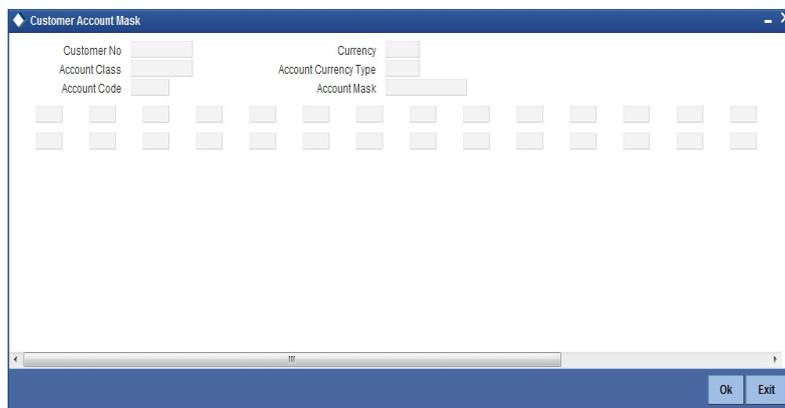 Customer Account Mask
Customer No Currency
Account Class Account Currency Type
Account Code Account Mask
Ok Exit